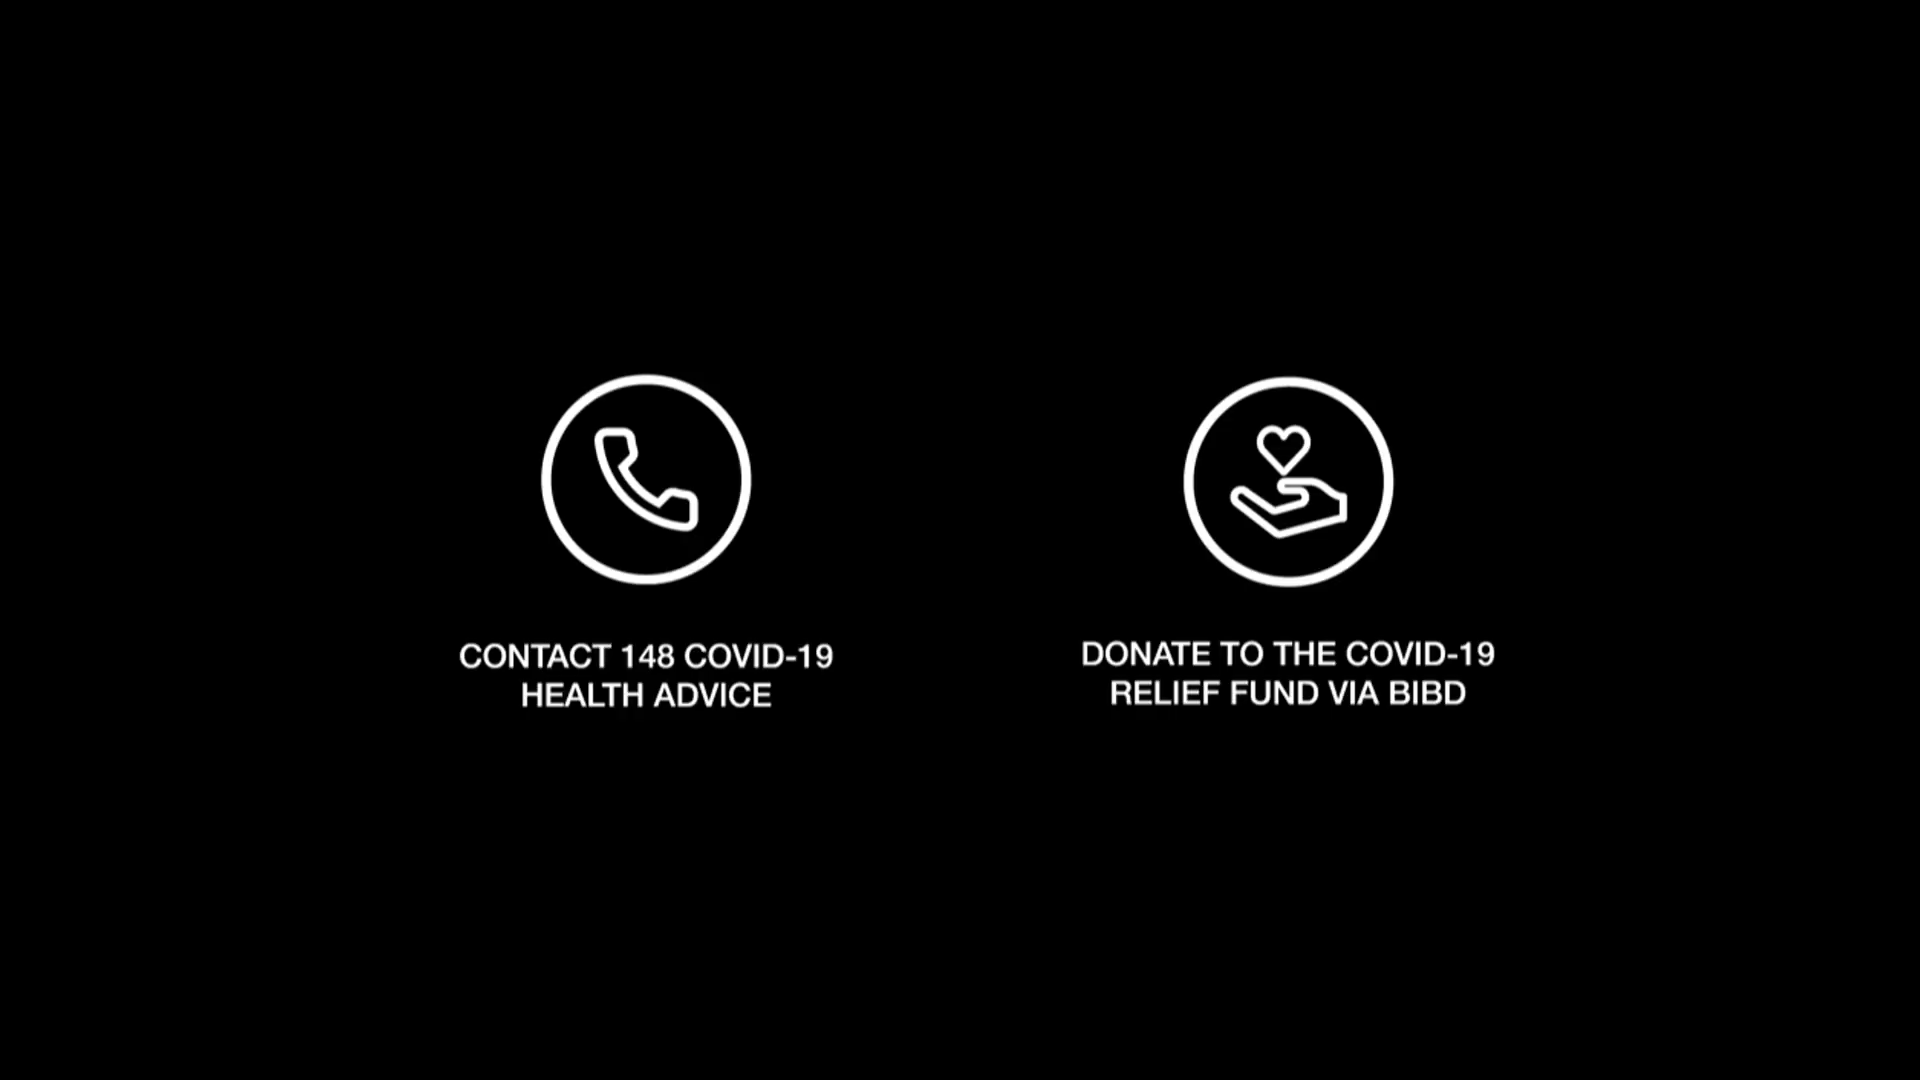 CONTACT 148 COVID-19
HEALTH ADVICE
DONATE TO THE COVID-19
RELIEF FUND VIA BIBD